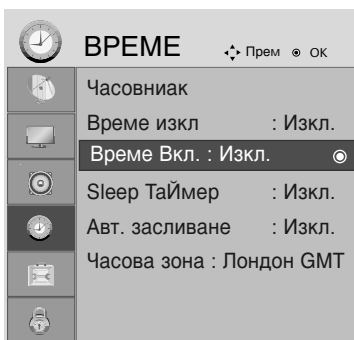 ВРЕМЕ Прем ОК
Часовниак
Време изкл : Изкл.
Време Вкл. : Изкл.
Sleep ТаЙмер : Изкл.
Авт. засливане : Изкл.
Часова зона : Лондон GMT